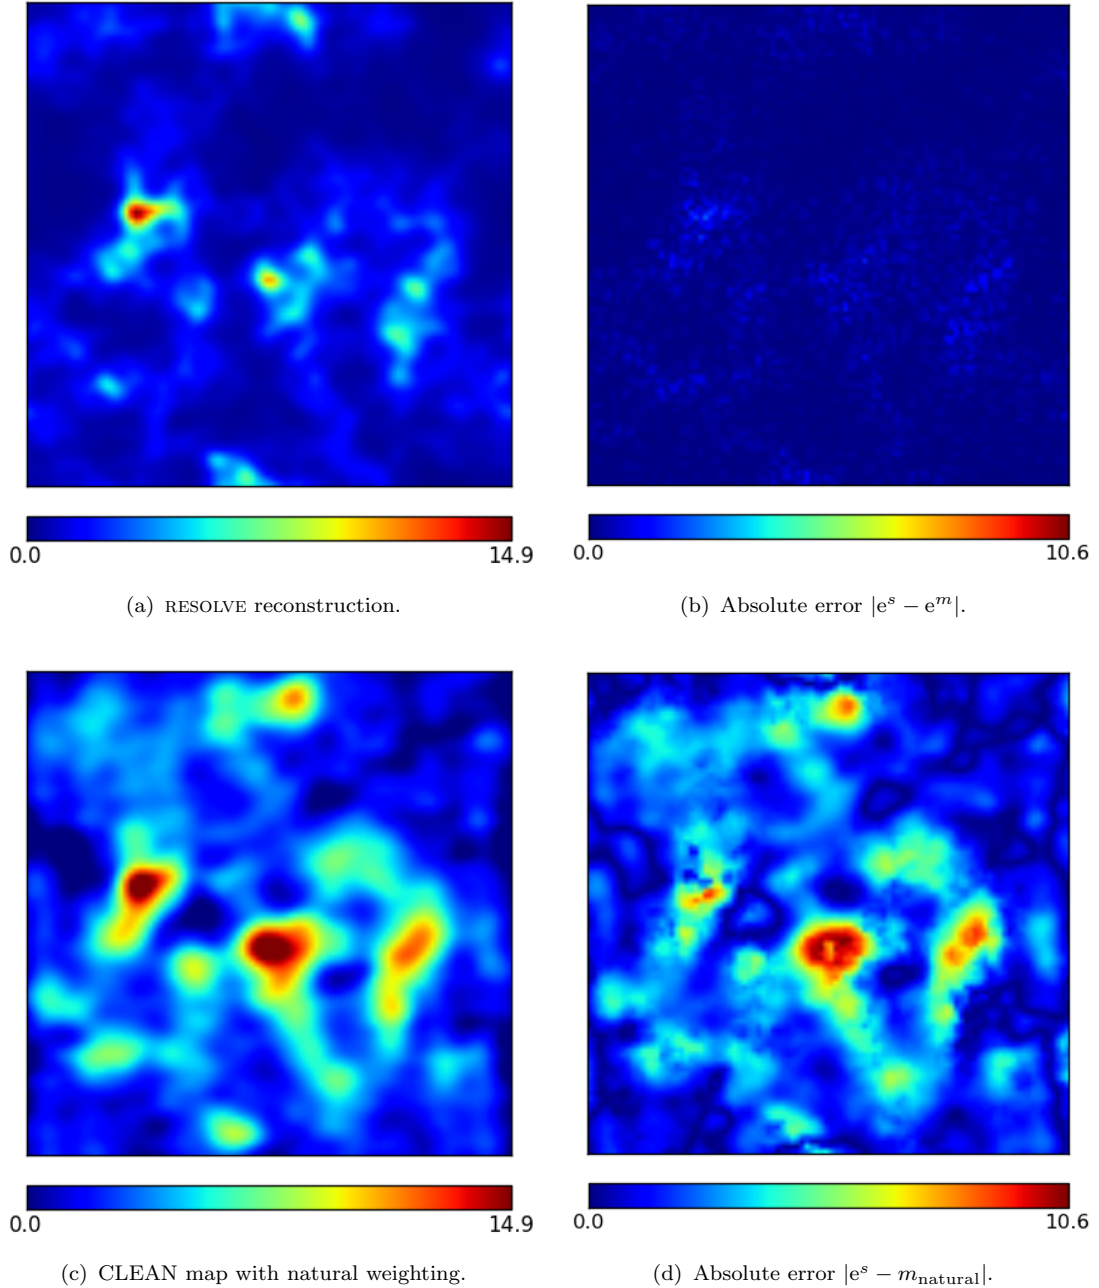 0.0 14.9 0.0 10.6
(a) RESOLVE reconstruction. (b) Absolute error |e^s − e^m|.
0.0 14.9 0.0 10.6
(c) CLEAN map with natural weighting. (d) Absolute error |e^s − m_natural|.